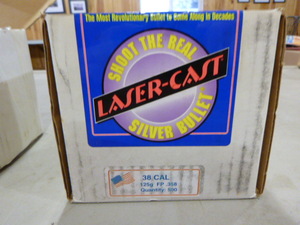 The Most Revolutionary Bullet to Come Along in Decades
SHOOT THE REAL
LASER-CAST
SILVER BULLET
38 CAL
125g FP .358
Quantity: 500